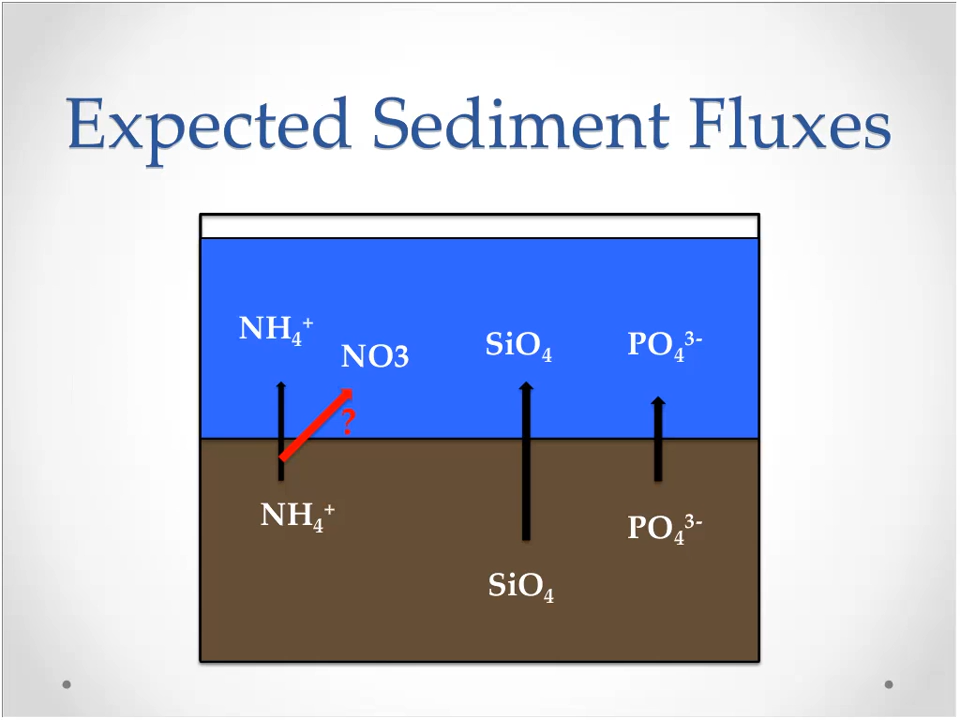 Expected Sediment Fluxes
NH₄⁺
NO3
SiO₄
PO₄³⁻
?
NH₄⁺
PO₄³⁻
SiO₄